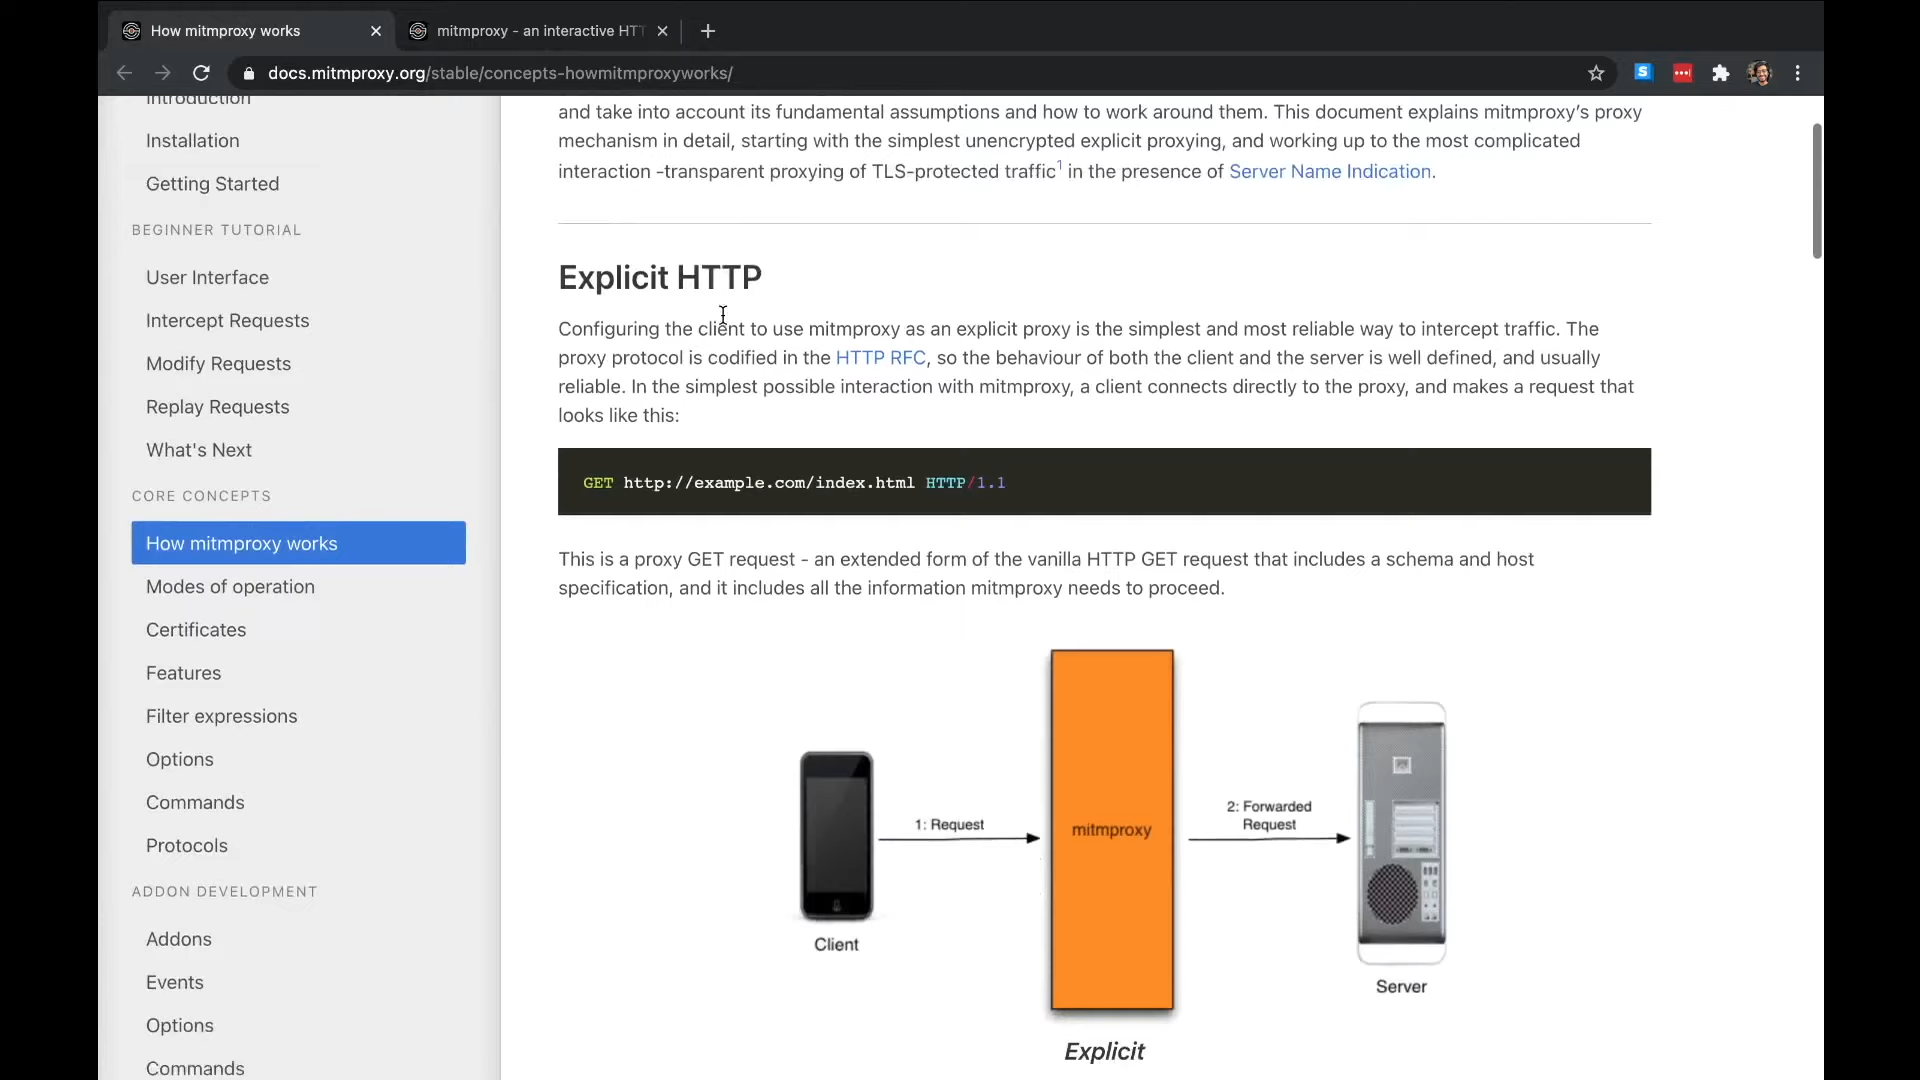 How mitmproxy works
mitmproxy - an interactive HTT
docs.mitmproxy.org/stable/concepts-howmitmproxyworks/
Introduction
Installation
Getting Started
BEGINNER TUTORIAL
User Interface
Intercept Requests
Modify Requests
Replay Requests
What's Next
CORE CONCEPTS
How mitmproxy works
Modes of operation
Certificates
Features
Filter expressions
Options
Commands
Protocols
ADDON DEVELOPMENT
Addons
Events
Options
Commands
and take into account its fundamental assumptions and how to work around them. This document explains mitmproxy’s proxy
mechanism in detail, starting with the simplest unencrypted explicit proxying, and working up to the most complicated
interaction -transparent proxying of TLS-protected traffic1 in the presence of Server Name Indication.
Explicit HTTP
Configuring the client to use mitmproxy as an explicit proxy is the simplest and most reliable way to intercept traffic. The
proxy protocol is codified in the HTTP RFC, so the behaviour of both the client and the server is well defined, and usually
reliable. In the simplest possible interaction with mitmproxy, a client connects directly to the proxy, and makes a request that
looks like this:
GET http://example.com/index.html HTTP/1.1
This is a proxy GET request - an extended form of the vanilla HTTP GET request that includes a schema and host
specification, and it includes all the information mitmproxy needs to proceed.
1: Request
mitmproxy
2: Forwarded
Request
Client
Server
Explicit